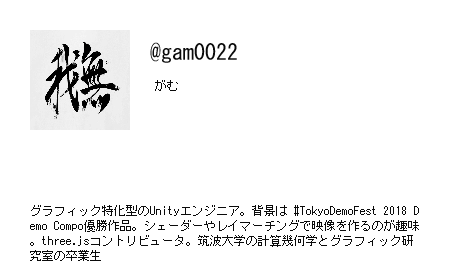 我無
@gam0022
がむ
グラフィック特化型のUnityエンジニア。背景は #TokyoDemoFest 2018 D
emo Compo優勝作品。シェーダーやレイマーチングで映像を作るのが趣味
。three.jsコントリビュータ。筑波大学の計算幾何学とグラフィック研
究室の卒業生